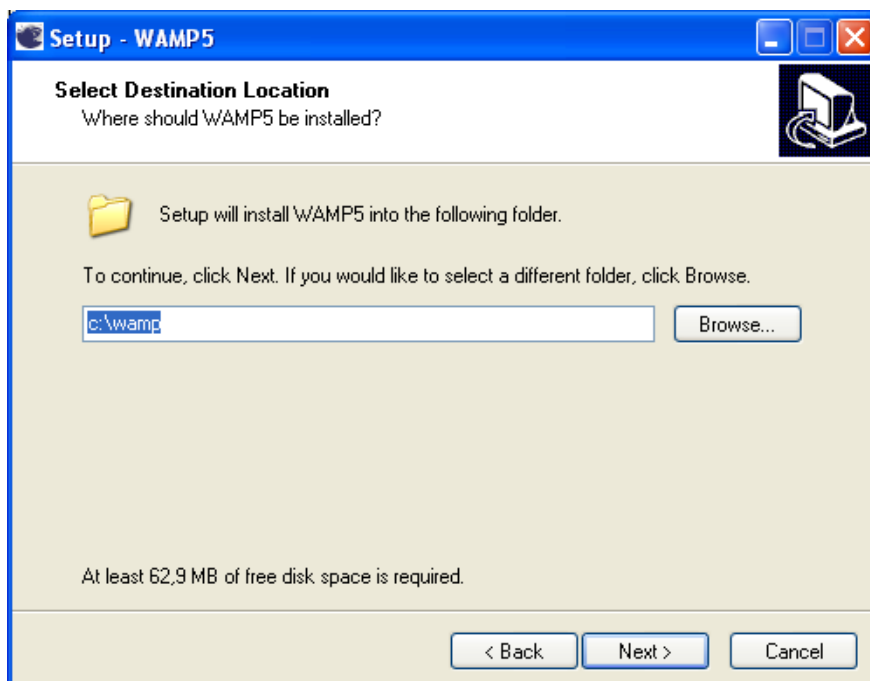 Setup - WAMP5
Select Destination Location
Where should WAMP5 be installed?
Setup will install WAMP5 into the following folder.
To continue, click Next. If you would like to select a different folder, click Browse.
c:\wamp
Browse...
At least 62,9 MB of free disk space is required.
< Back
Next >
Cancel